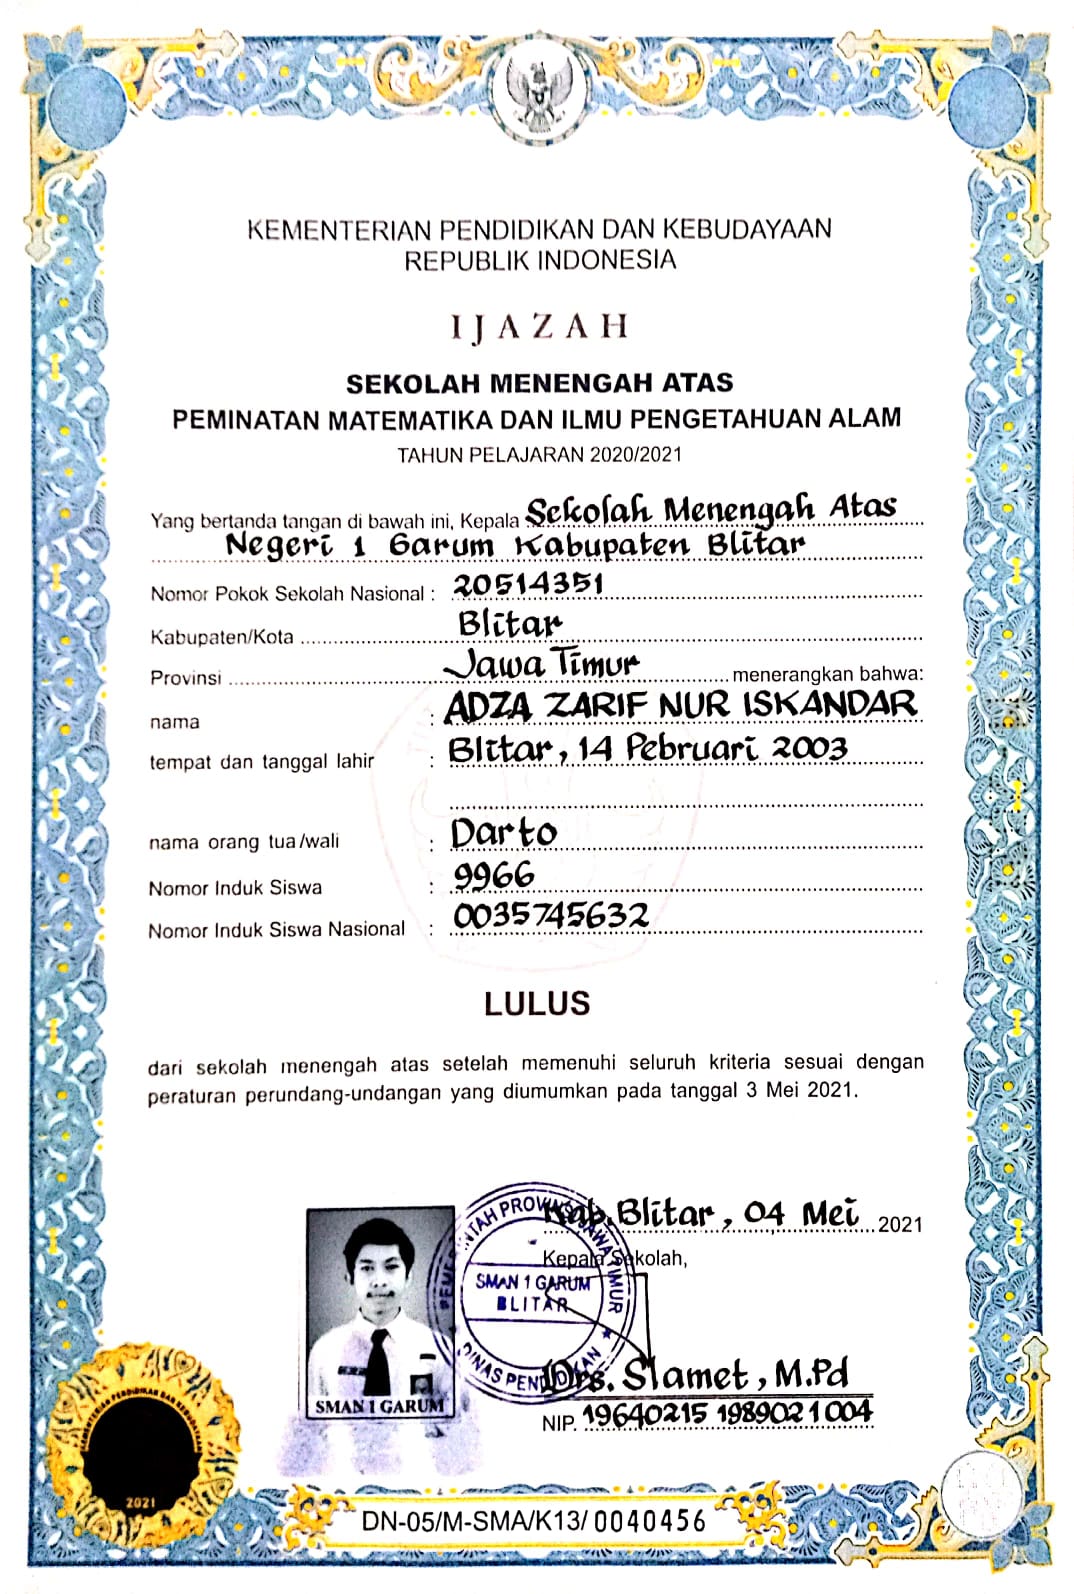 KEMENTERIAN PENDIDIKAN DAN KEBUDAYAAN
REPUBLIK INDONESIA
IJAZAH
SEKOLAH MENENGAH ATAS
PEMINATAN MATEMATIKA DAN ILMU PENGETAHUAN ALAM
TAHUN PELAJARAN 2020/2021
Yang bertanda tangan di bawah ini, Kepala Sekolah Menengah Atas
Negeri 1 Garum Kabupaten Blitar
Nomor Pokok Sekolah Nasional : 20514351
Kabupaten/Kota Blitar
Provinsi Jawa Timur menerangkan bahwa:
nama : ADZA ZARIF NUR ISKANDAR
tempat dan tanggal lahir : Blitar, 14 Pebruari 2003
nama orang tua/wali : Darto
Nomor Induk Siswa : 9966
Nomor Induk Siswa Nasional : 0035745632
LULUS
dari sekolah menengah atas setelah memenuhi seluruh kriteria sesuai dengan
peraturan perundang-undangan yang diumumkan pada tanggal 3 Mei 2021.
Kab. Blitar, 04 Mei 2021
Kepala Sekolah,
PEMERINTAH PROVINSI JAWA TIMUR
SMAN 1 GARUM
BLITAR
DINAS PENDIDIKAN
Drs. Slamet, M.Pd
NIP. 19640215 198902 1 004
SMAN 1 GARUM
KEMENTERIAN PENDIDIKAN DAN KEBUDAYAAN
2021
DN-05/M-SMA/K13/ 0040456